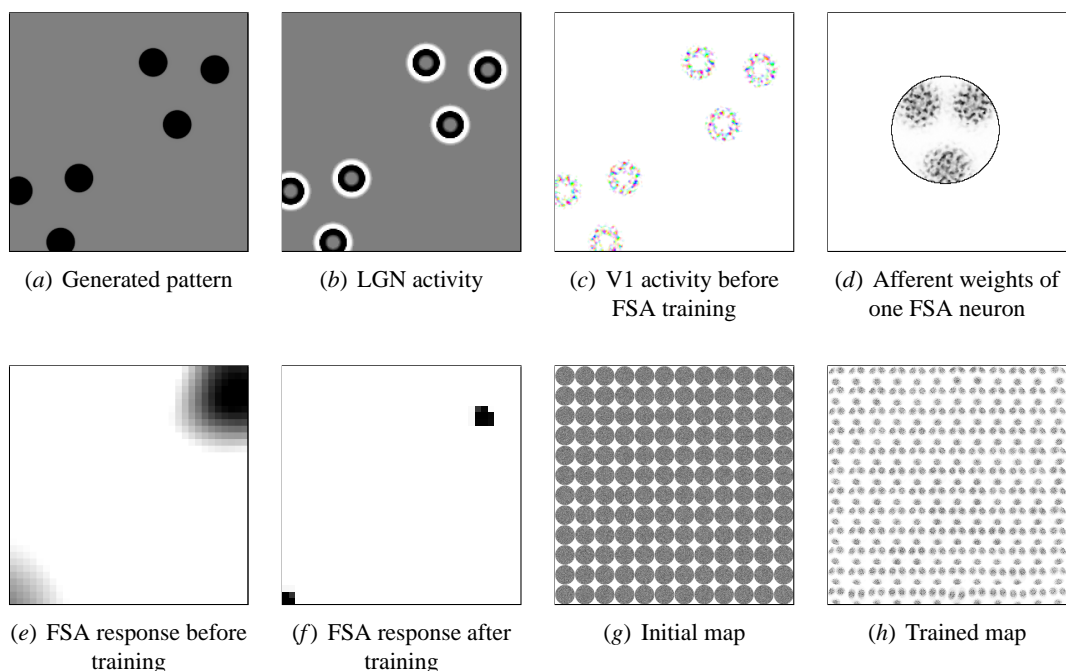 (a) Generated pattern
(b) LGN activity
(c) V1 activity before
FSA training
(d) Afferent weights of
one FSA neuron
(e) FSA response before
training
(f) FSA response after
training
(g) Initial map
(h) Trained map